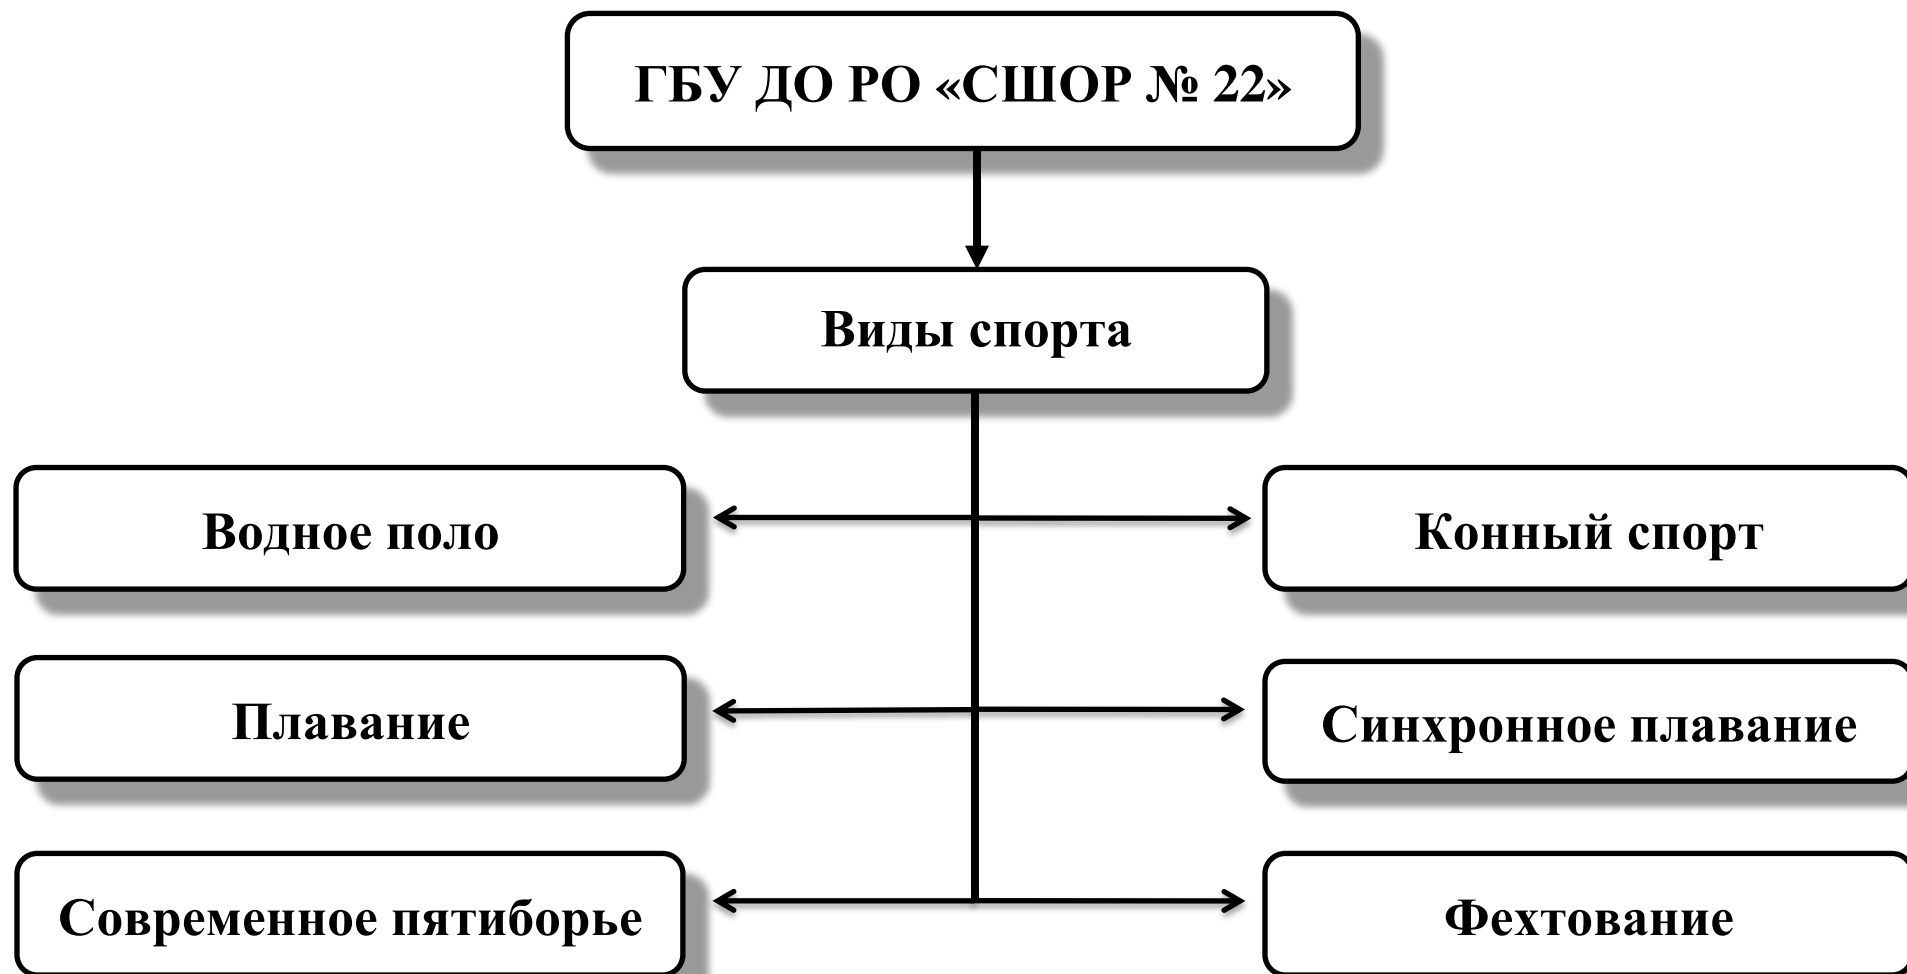 ГБУ ДО РО «СШОР № 22»
Виды спорта
Водное поло
Конный спорт
Плавание
Синхронное плавание
Современное пятиборье
Фехтование